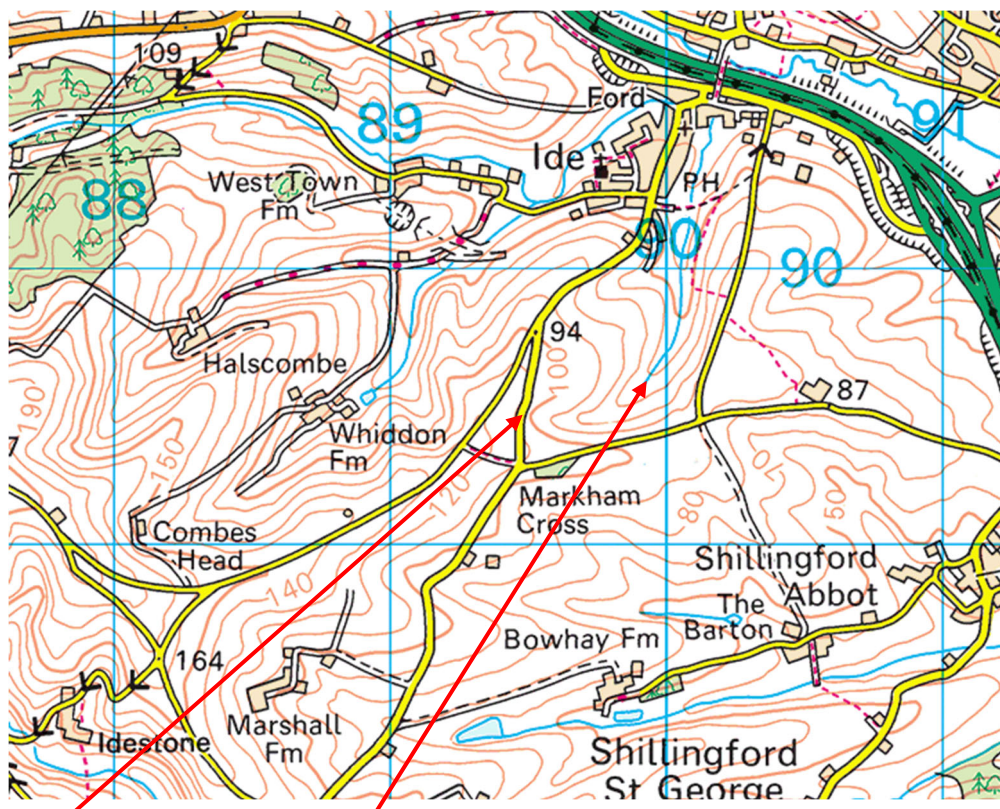 109
Ford
89
91
Ide
88
West Town
Fm
PH
90
90
94
100
Halscombe
87
190
Whiddon
Fm
7
150
120
70
Markham
Cross
80
50
Combes
Head
Shillingford
Abbot
140
The
Barton
Bowhay Fm
164
Marshall
Fm
Idestone
Shillingford
St George